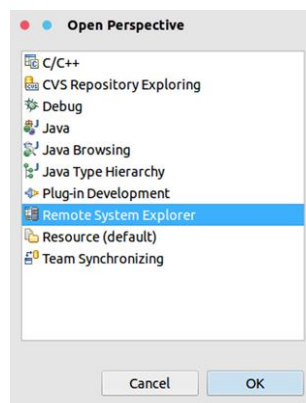 Open Perspective
C/C++
CVS Repository Exploring
Debug
Java
Java Browsing
Java Type Hierarchy
Plug-in Development
Remote System Explorer
Resource (default)
Team Synchronizing
Cancel OK